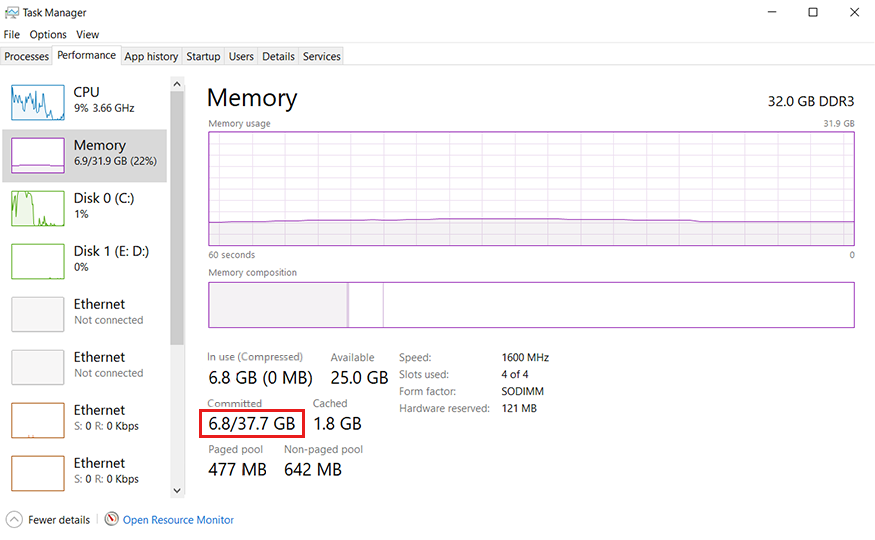 Task Manager
File Options View
Processes Performance App history Startup Users Details Services
CPU
9% 3.66 GHz
Memory
6.9/31.9 GB (22%)
Disk 0 (C:)
1%
Disk 1 (E: D:)
0%
Ethernet
Not connected
Ethernet
Not connected
Ethernet
S: 0 R: 0 Kbps
Ethernet
S: 0 R: 0 Kbps
Memory 32.0 GB DDR3
Memory usage 31.9 GB
60 seconds 0
Memory composition
In use (Compressed) Available
6.8 GB (0 MB) 25.0 GB
Committed Cached
6.8/37.7 GB 1.8 GB
Paged pool Non-paged pool
477 MB 642 MB
Speed: 1600 MHz
Slots used: 4 of 4
Form factor: SODIMM
Hardware reserved: 121 MB
Fewer details Open Resource Monitor